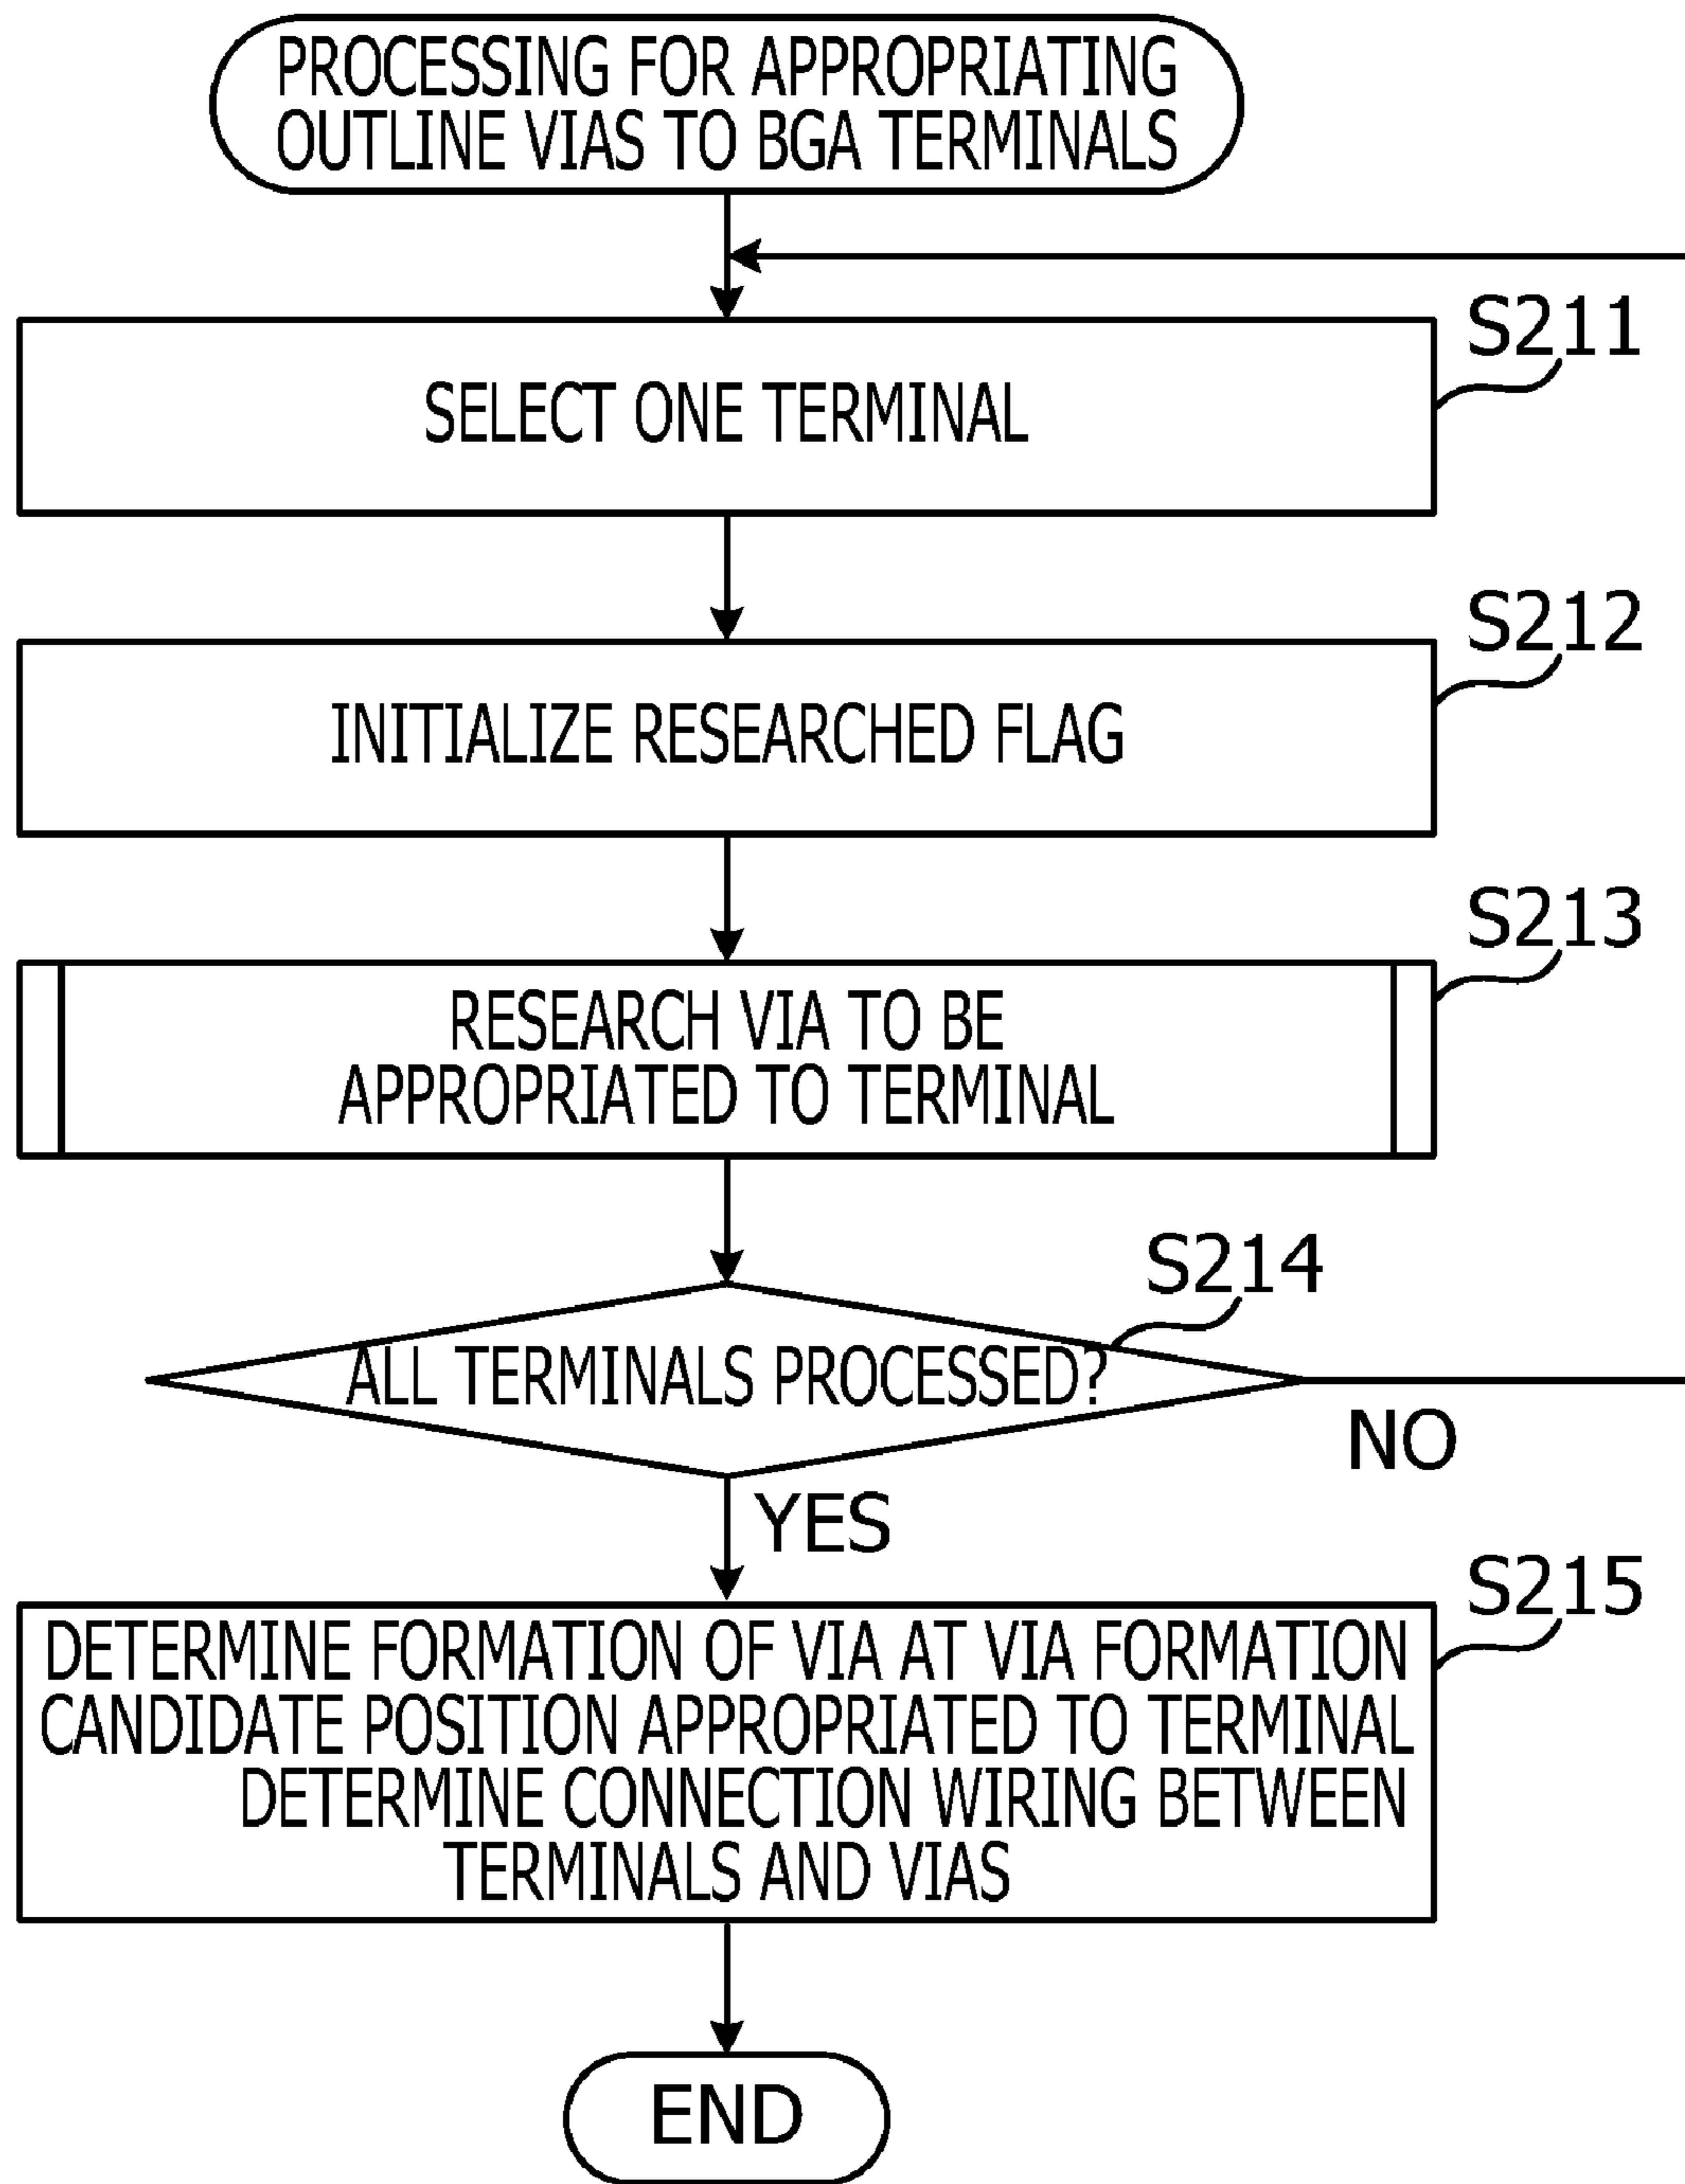 PROCESSING FOR APPROPRIATING
OUTLINE VIAS TO BGA TERMINALS
S211
SELECT ONE TERMINAL
S212
INITIALIZE RESEARCHED FLAG
S213
RESEARCH VIA TO BE
APPROPRIATED TO TERMINAL
S214
ALL TERMINALS PROCESSED?
NO
YES
S215
DETERMINE FORMATION OF VIA AT VIA FORMATION
CANDIDATE POSITION APPROPRIATED TO TERMINAL
DETERMINE CONNECTION WIRING BETWEEN
TERMINALS AND VIAS
END